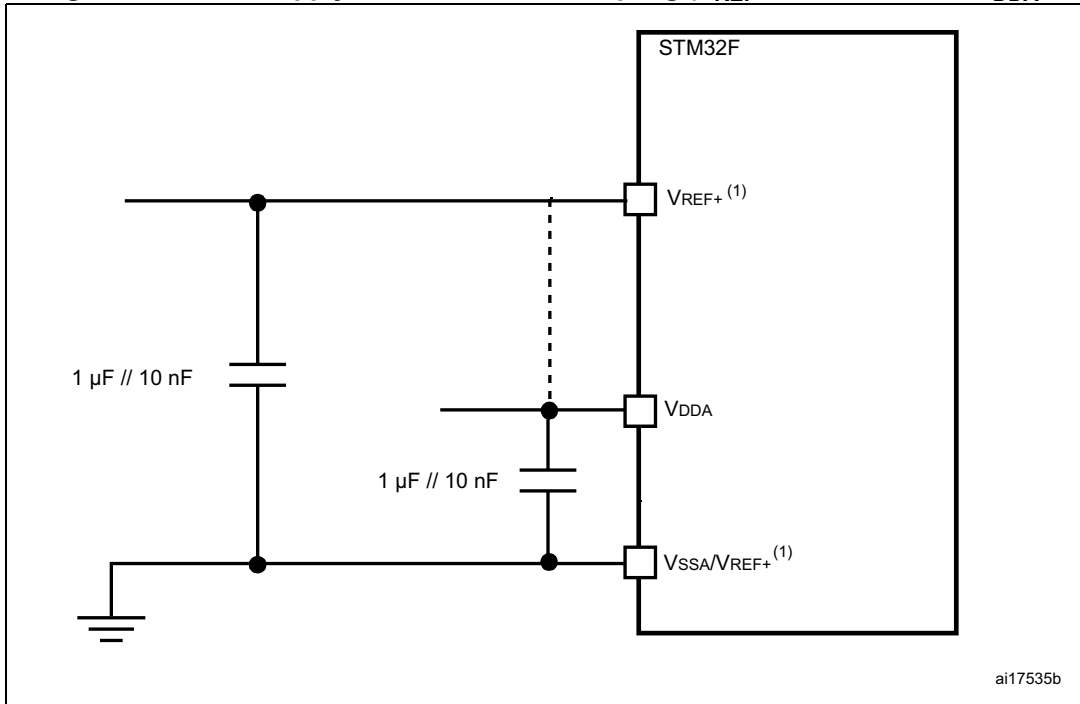 STM32F
VREF+ (1)
1 µF // 10 nF
VDDA
1 µF // 10 nF
VSSA/VREF+ (1)
ai17535b